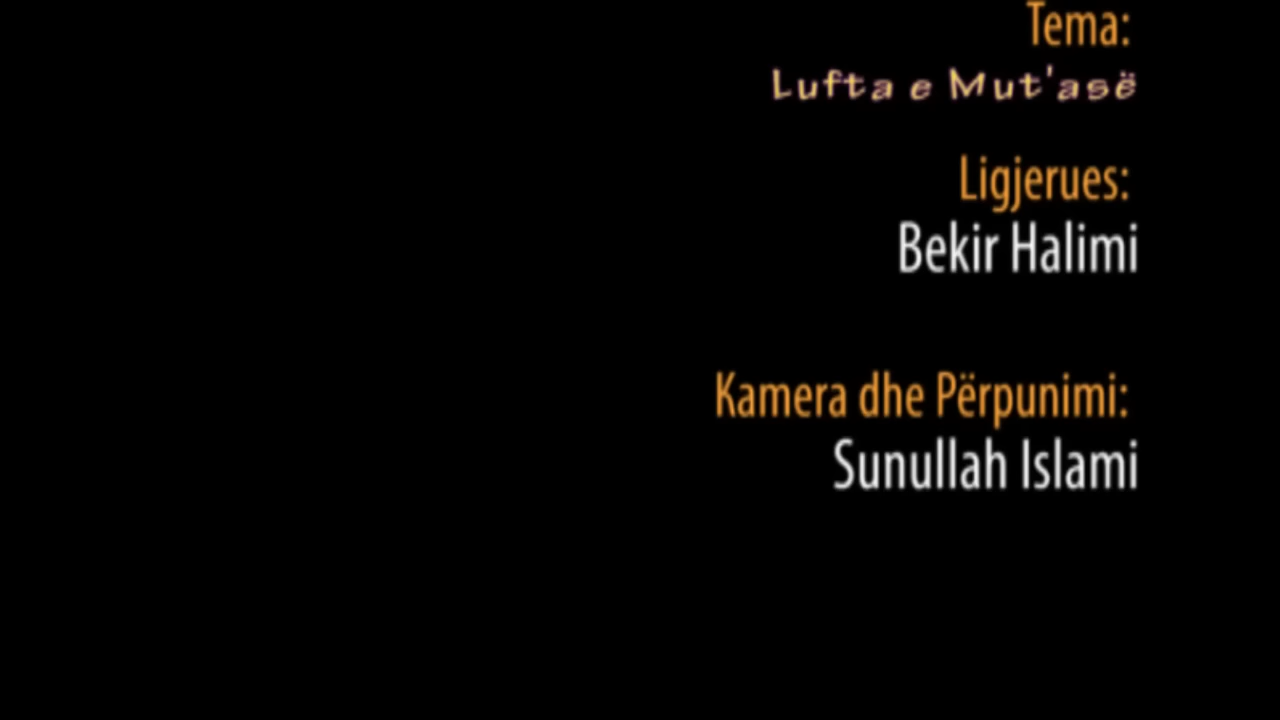 Tema:
Lufta e Mut'asë
Ligjerues:
Bekir Halimi
Kamera dhe Përpunimi:
Sunullah Islami